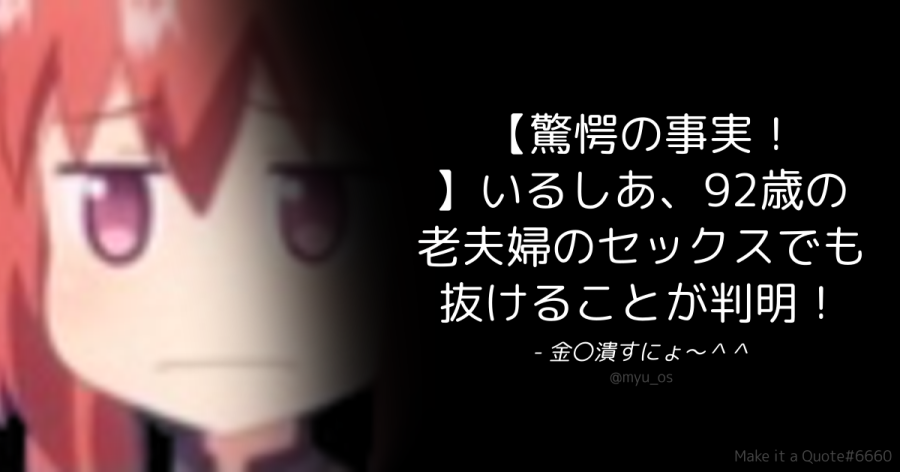 【驚愕の事実！
】いるしあ、92歳の
老夫婦のセックスでも
抜けることが判明！
- 金〇潰すにょ～＾＾
@myu_os
Make it a Quote#6660